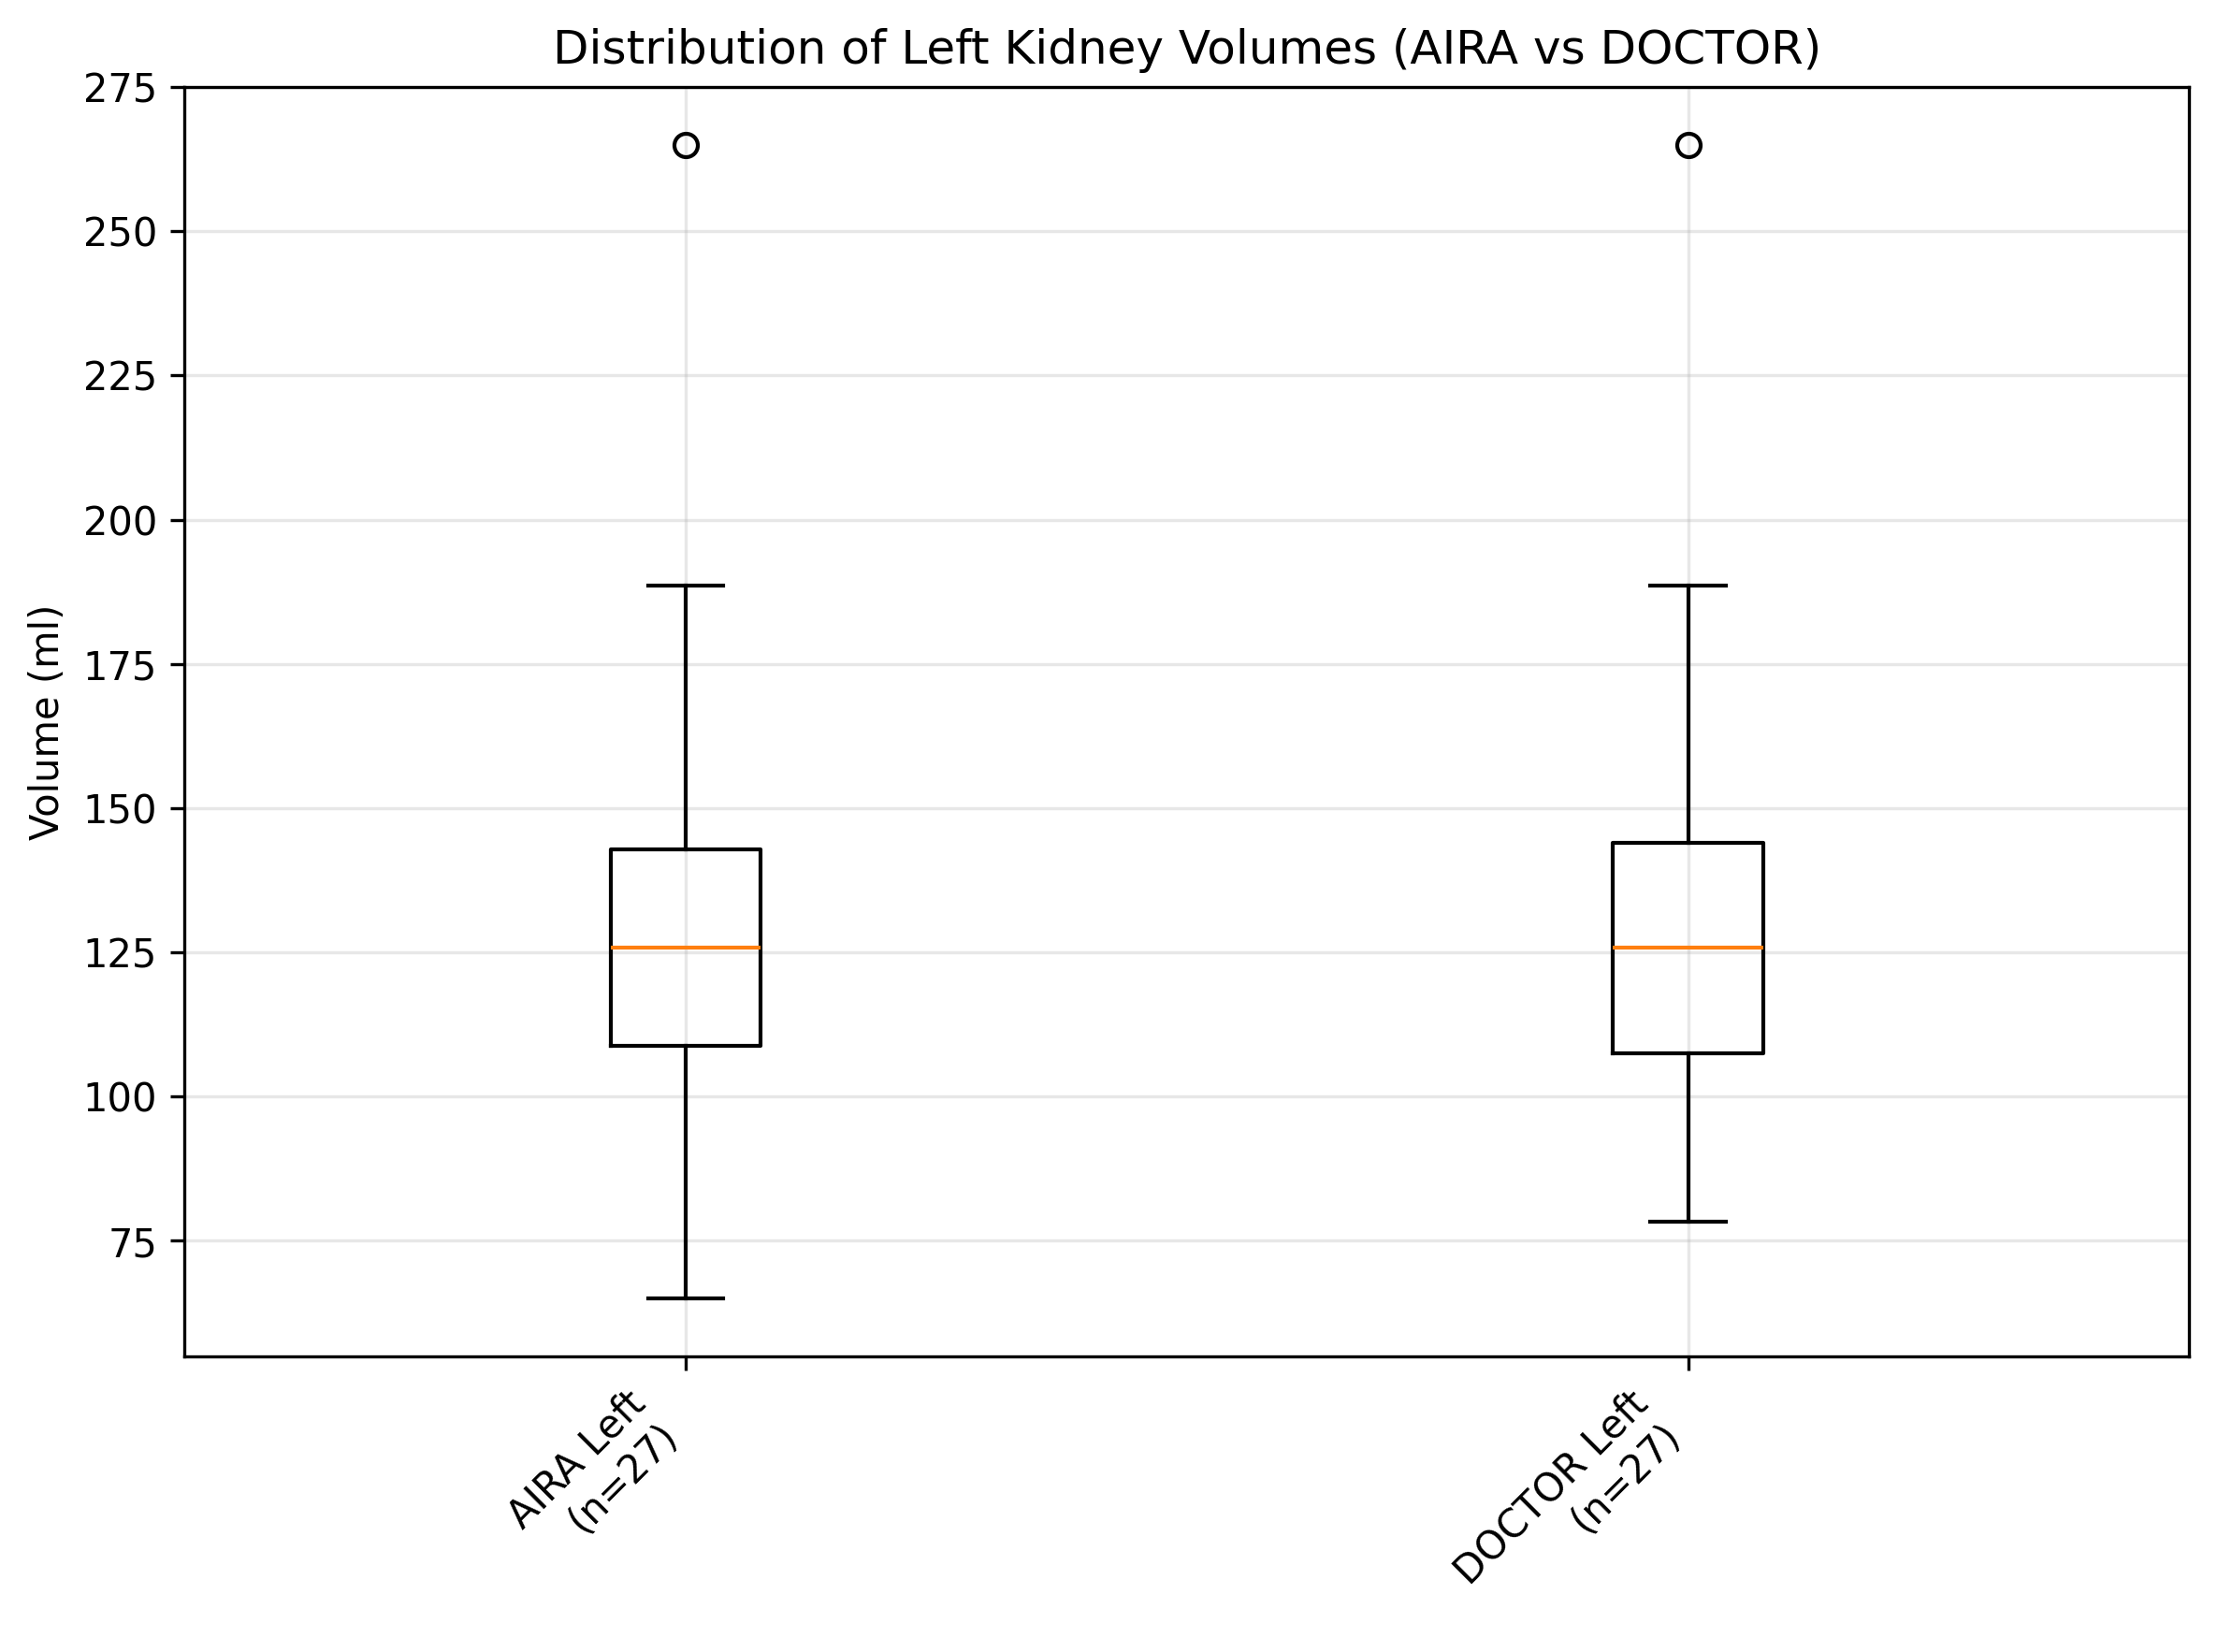 Distribution of Left Kidney Volumes (AIRA vs DOCTOR)
275
250
225
200
175
150
125
100
75
Volume (ml)
AIRA Left
(n=27)
DOCTOR Left
(n=27)